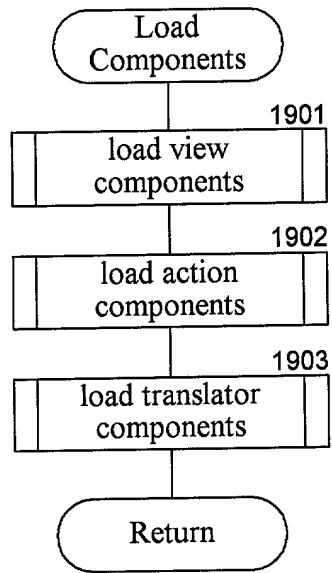 Load
Components
1901
load view
components
1902
load action
components
1903
load translator
components
Return